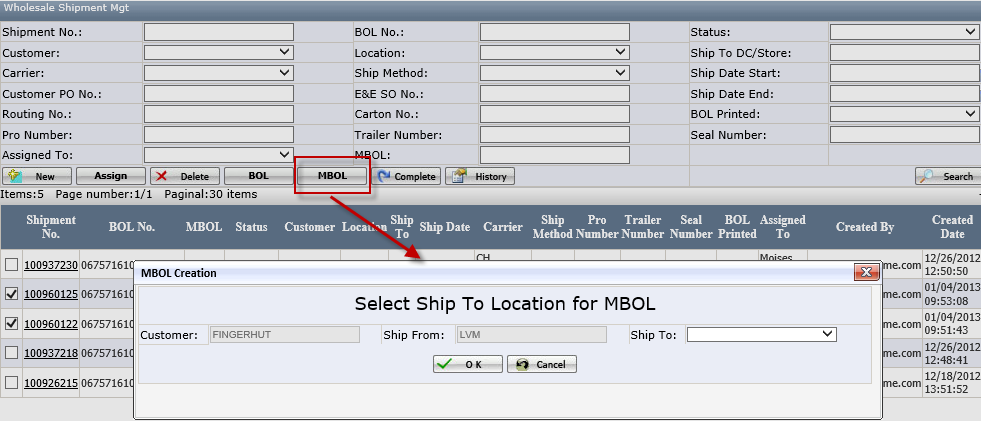 Wholesale Shipment Mgt
Shipment No.: BOL No.: Status:
Customer: Location: Ship To DC/Store:
Carrier: Ship Method: Ship Date Start:
Customer PO No.: E&E SO No.: Ship Date End:
Routing No.: Carton No.: BOL Printed:
Pro Number: Trailer Number: Seal Number:
Assigned To: MBOL:
New Assign Delete BOL MBOL Complete History Search
Items:5 Page number:1/1 Paginal:30 items
Shipment No. BOL No. MBOL Status Customer Location Ship To Ship Date Carrier Ship Method Pro Number Trailer Number Seal Number BOL Printed Assigned To Created By Created Date
100937230 067571610 CH Moises me.com 12/26/2012 12:50:50
100960125 067571610 me.com 01/04/2013 09:53:08
100960122 067571610 me.com 01/04/2013 09:51:43
100937218 067571610 me.com 12/26/2012 12:48:41
100926215 067571610 me.com 12/18/2012 13:51:52
MBOL Creation
Select Ship To Location for MBOL
Customer: FINGERHUT Ship From: LVM Ship To:
O K Cancel